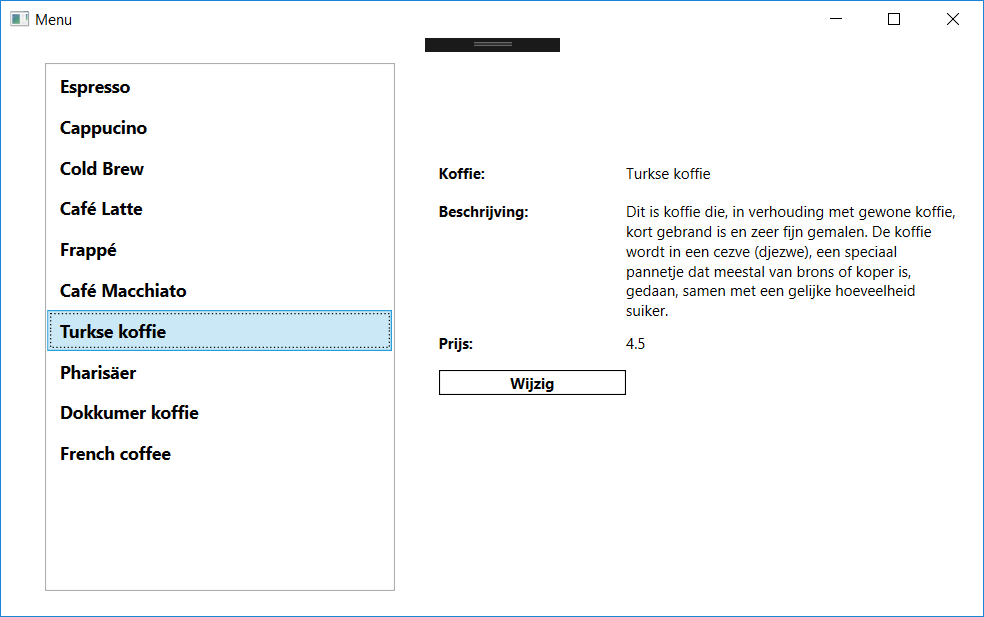 Menu
Espresso
Cappucino
Cold Brew
Café Latte
Frappé
Café Macchiato
Turkse koffie
Pharisäer
Dokkumer koffie
French coffee
Koffie: Turkse koffie
Beschrijving: Dit is koffie die, in verhouding met gewone koffie,
kort gebrand is en zeer fijn gemalen. De koffie
wordt in een cezve (djezwe), een speciaal
pannetje dat meestal van brons of koper is,
gedaan, samen met een gelijke hoeveelheid
suiker.
Prijs: 4.5
Wijzig